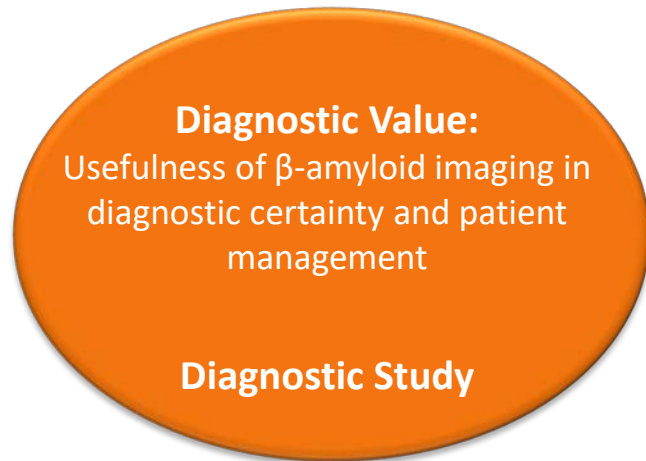 Diagnostic Value:
Usefulness of β-amyloid imaging in
diagnostic certainty and patient
management
Diagnostic Study